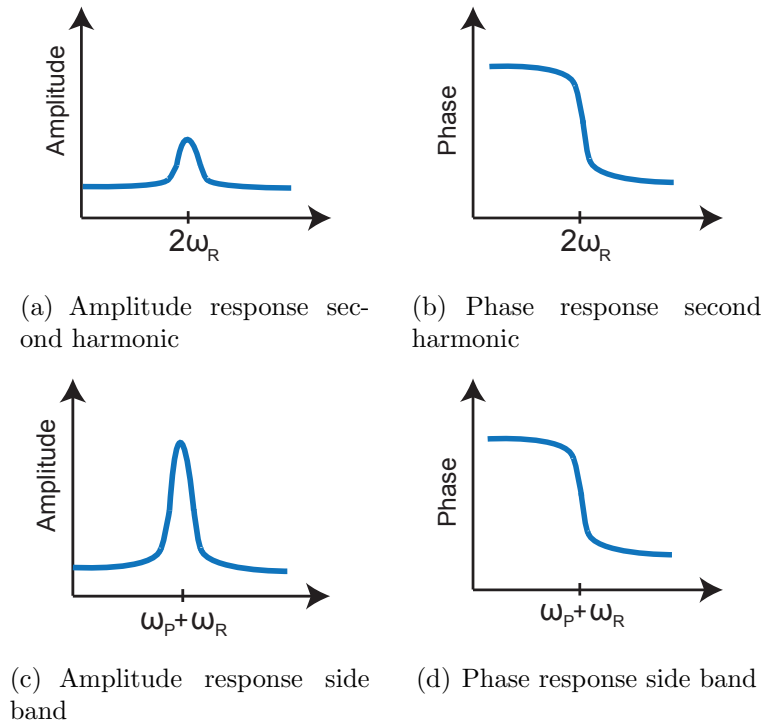 Amplitude
2ωR
Phase
2ωR
(a) Amplitude response sec-
ond harmonic
(b) Phase response second
harmonic
Amplitude
ωP+ωR
Phase
ωP+ωR
(c) Amplitude response side
band
(d) Phase response side band